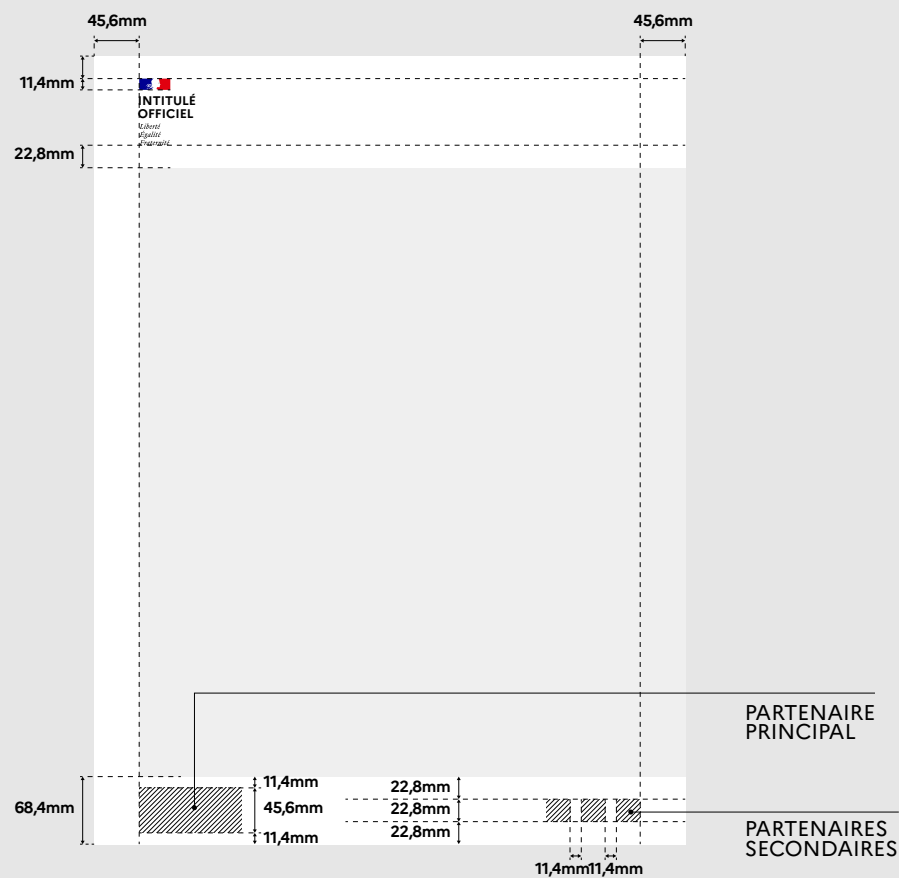 45,6mm
45,6mm
11,4mm
INTITULÉ
OFFICIEL
Liberté
Égalité
Fraternité
22,8mm
PARTENAIRE
PRINCIPAL
11,4mm
22,8mm
68,4mm
45,6mm
22,8mm
11,4mm
22,8mm
PARTENAIRES
SECONDAIRES
11,4mm
11,4mm